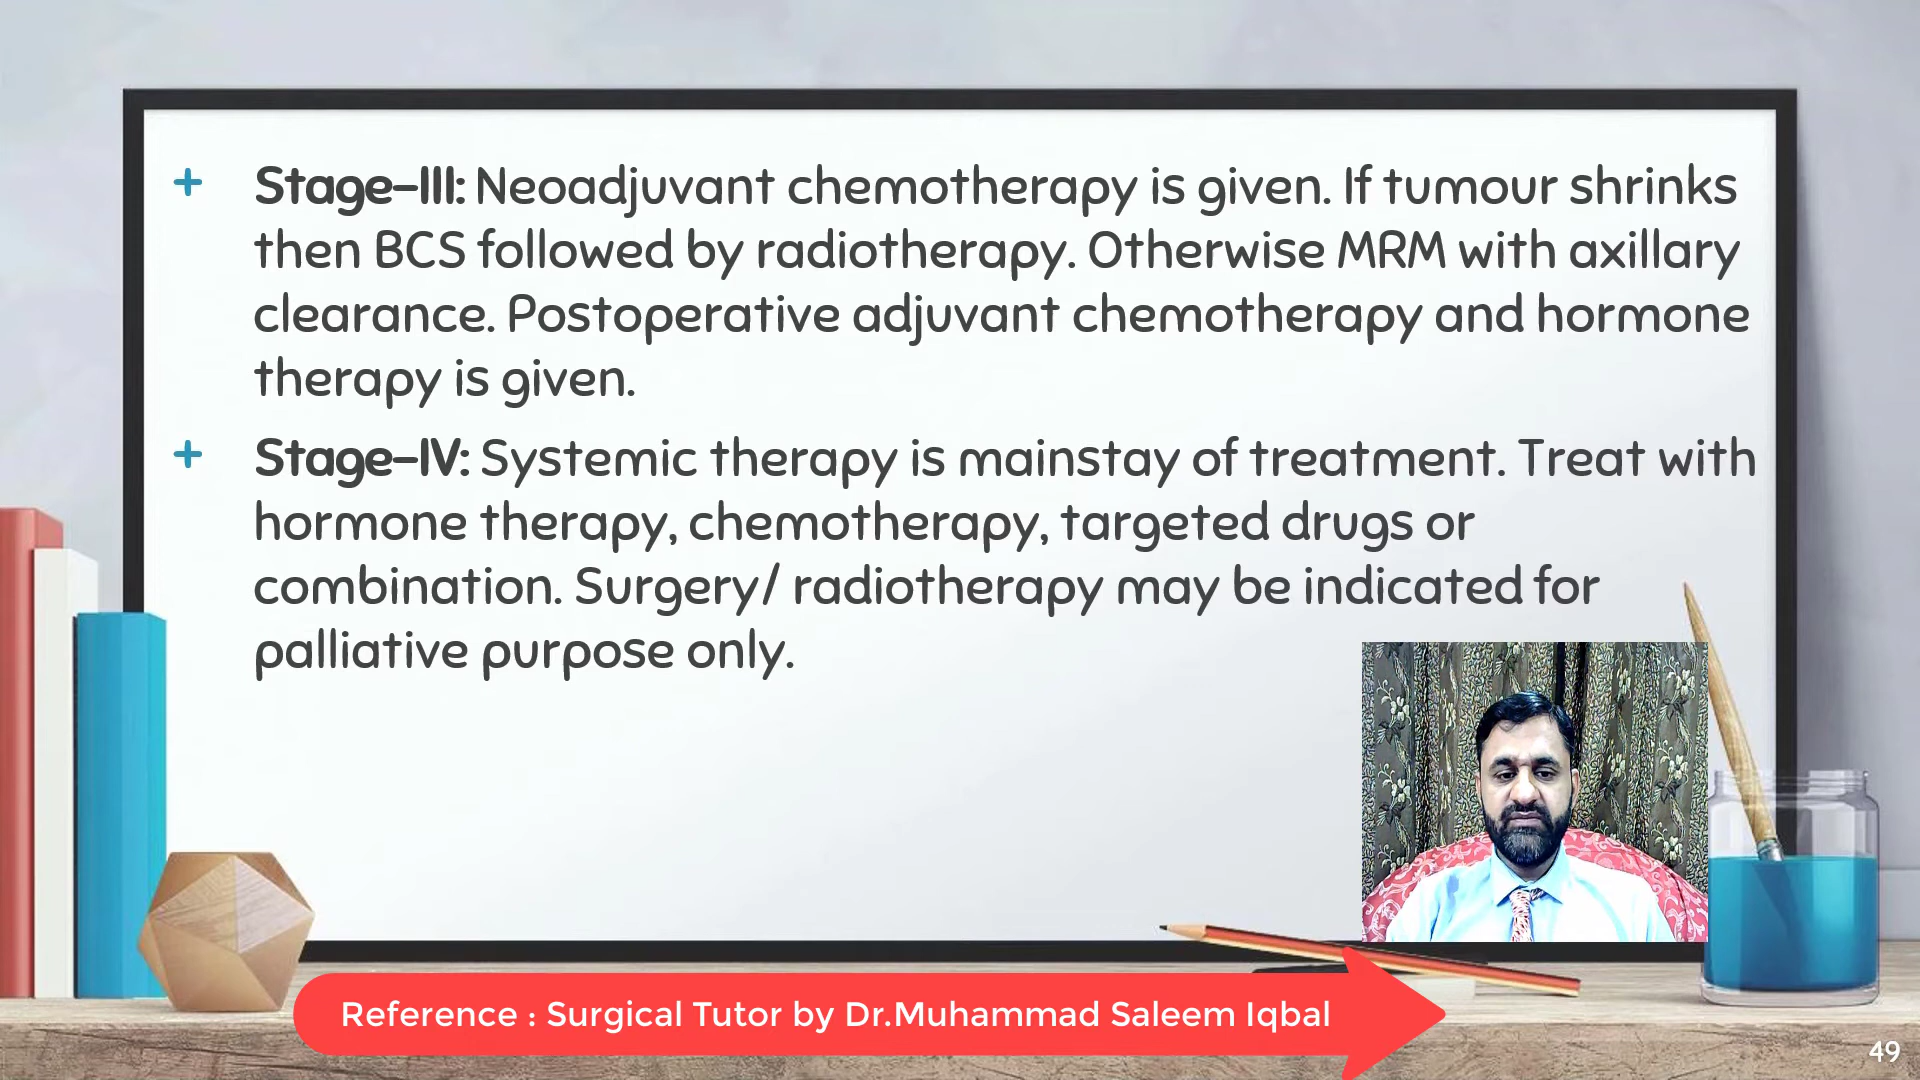 + Stage-III: Neoadjuvant chemotherapy is given. If tumour shrinks
then BCS followed by radiotherapy. Otherwise MRM with axillary
clearance. Postoperative adjuvant chemotherapy and hormone
therapy is given.
+ Stage-IV: Systemic therapy is mainstay of treatment. Treat with
hormone therapy, chemotherapy, targeted drugs or
combination. Surgery/ radiotherapy may be indicated for
palliative purpose only.
Reference : Surgical Tutor by Dr.Muhammad Saleem Iqbal
49